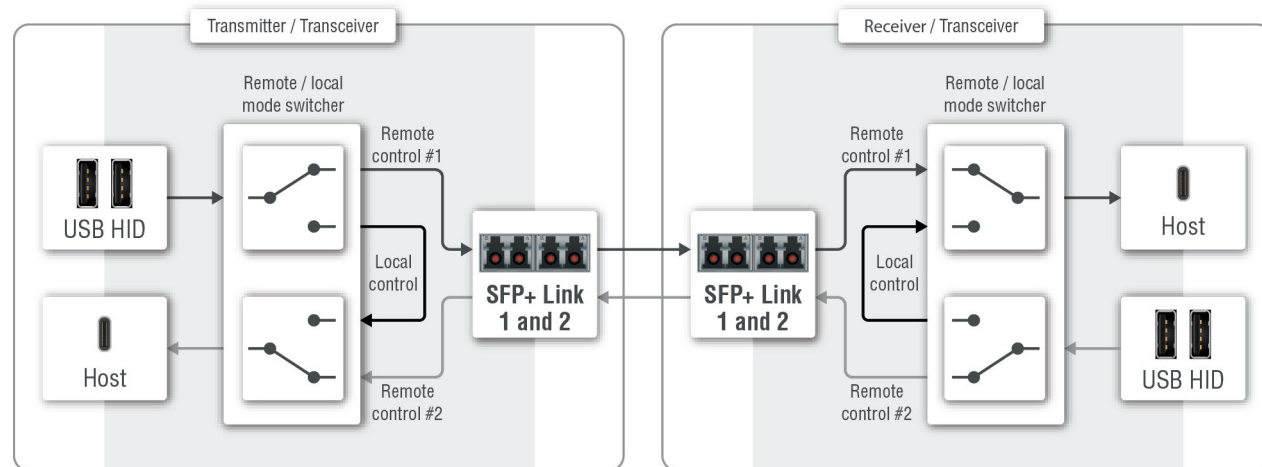 Transmitter / Transceiver
Remote / local
mode switcher
Remote
control #1
USB HID
Local
control
SFP+ Link
1 and 2
Host
Remote
control #2
Receiver / Transceiver
Remote / local
mode switcher
Remote
control #1
Host
Local
control
SFP+ Link
1 and 2
USB HID
Remote
control #2